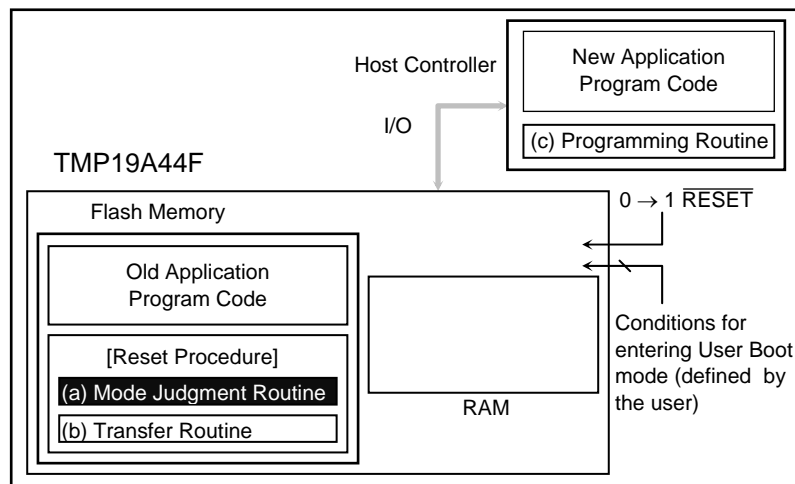 Host Controller
New Application
Program Code
I/O
(c) Programming Routine
TMP19A44F
0 → 1 RESET
Flash Memory
Old Application
Program Code
[Reset Procedure]
(a) Mode Judgment Routine
(b) Transfer Routine
RAM
Conditions for
entering User Boot
mode (defined by
the user)